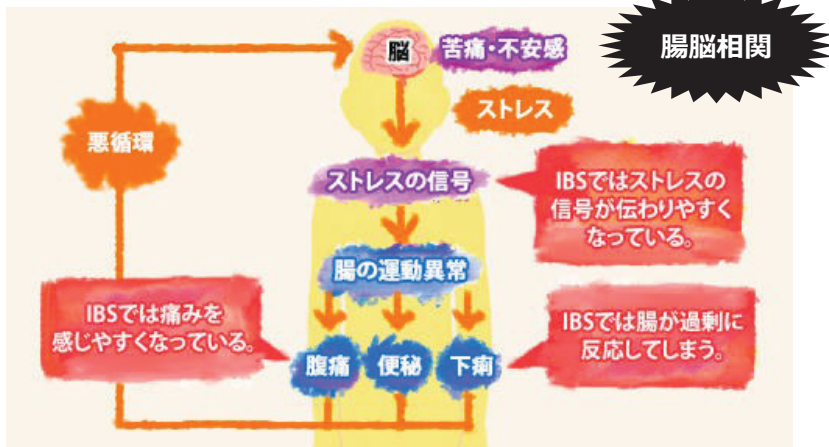 腸脳相関
脳
苦痛・不安感
ストレス
悪循環
ストレスの信号
IBSではストレスの
信号が伝わりやすく
なっている。
腸の運動異常
IBSでは痛みを
感じやすくなっている。
IBSでは腸が過剰に
反応してしまう。
腹痛
便秘
下痢